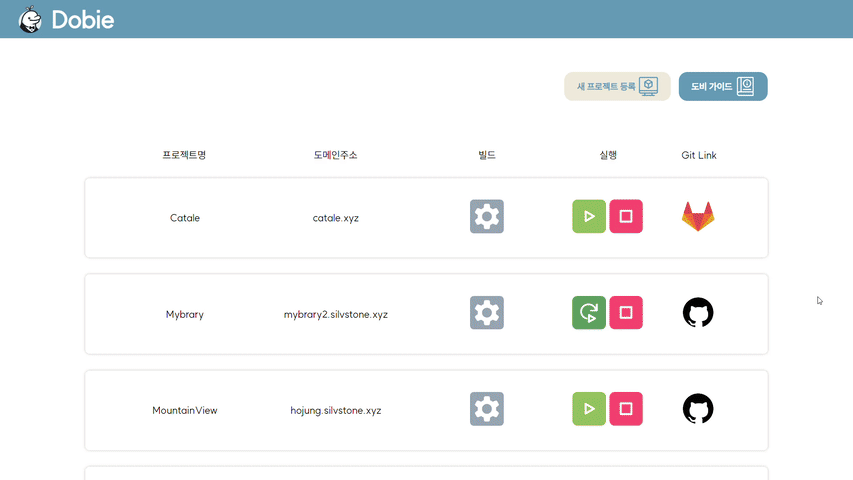 Dobie
새 프로젝트 등록
도비 가이드
프로젝트명 도메인주소 빌드 실행 Git Link
Catale catale.xyz
Mybrary mybrary2.silvstone.xyz
MountainView hojung.silvstone.xyz